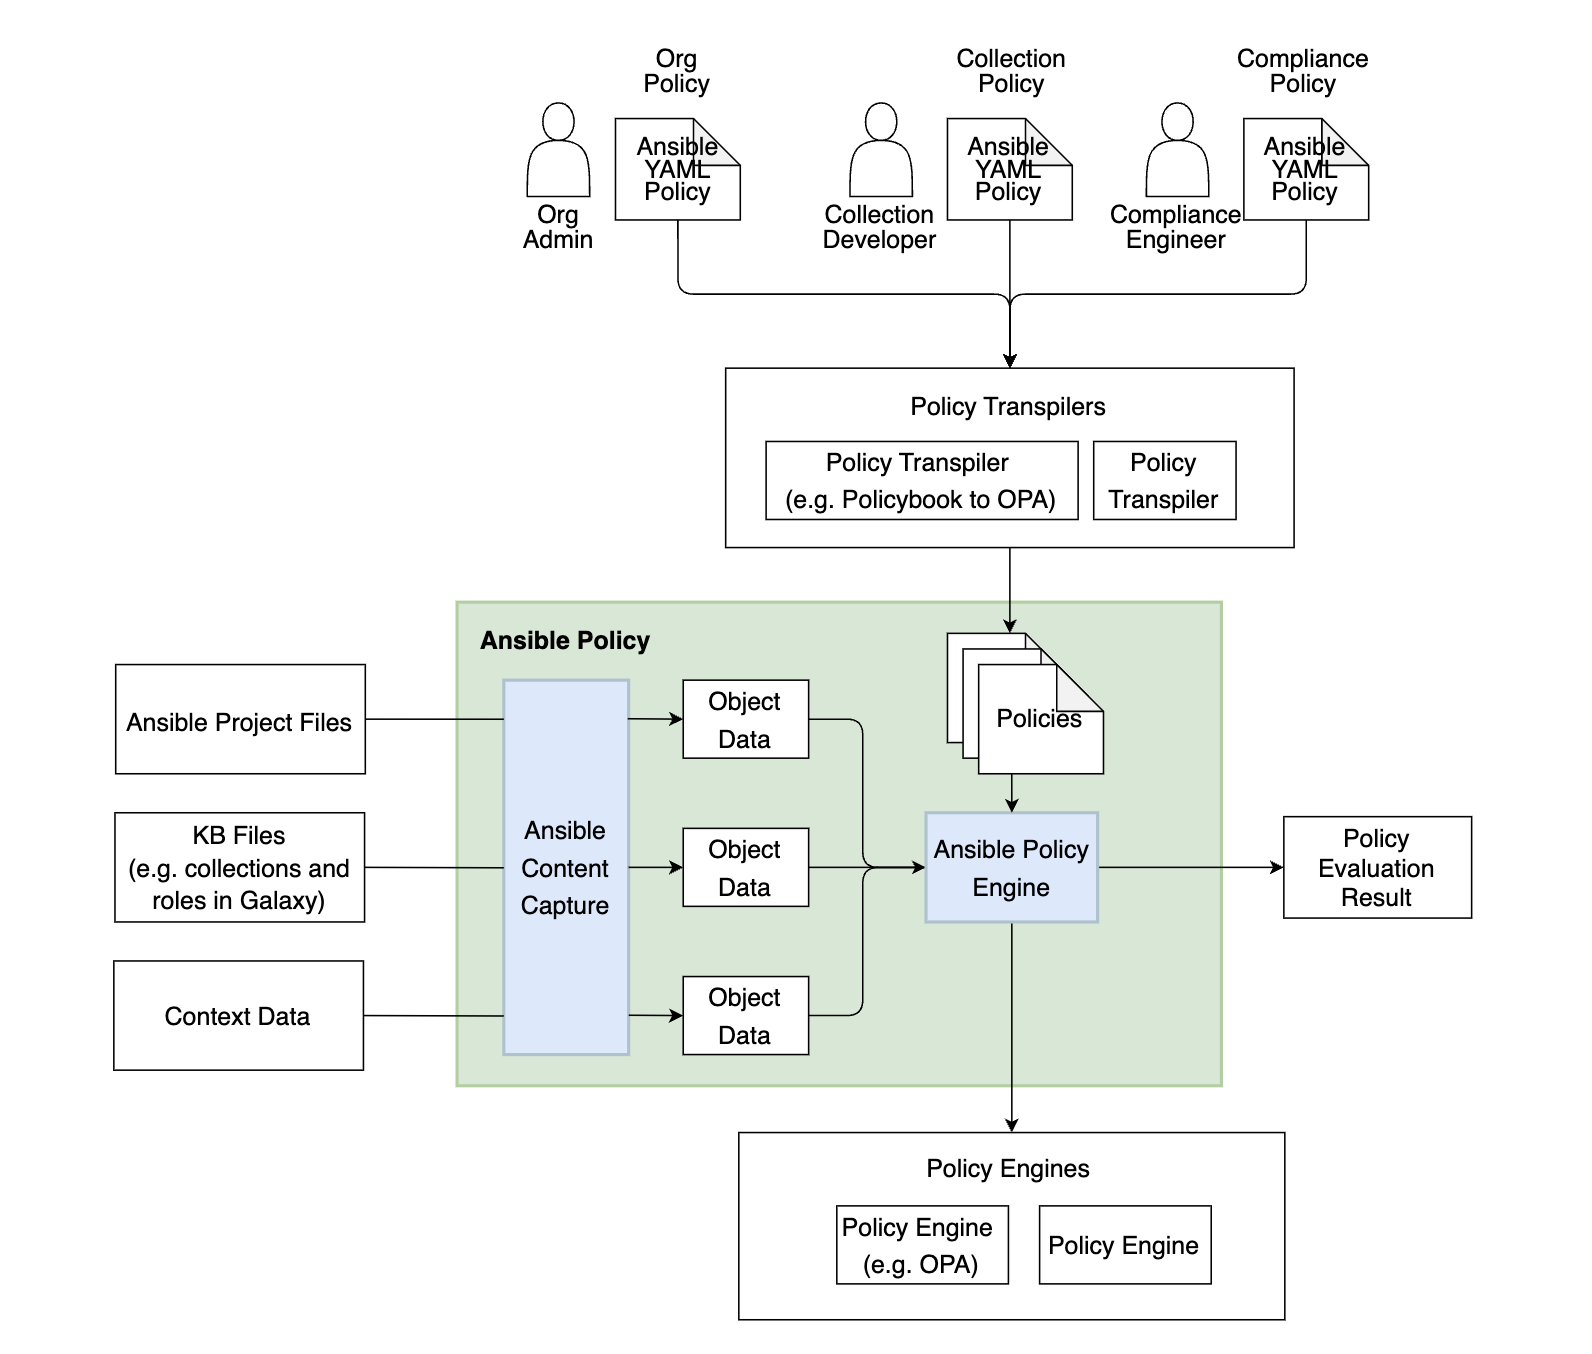 Org
Policy
Collection
Policy
Compliance
Policy
Ansible
YAML
Policy
Ansible
YAML
Policy
Ansible
YAML
Policy
Org
Admin
Collection
Developer
Compliance
Engineer
Policy Transpilers
Policy Transpiler
(e.g. Policybook to OPA)
Policy
Transpiler
Ansible Policy
Policies
Ansible Project Files
KB Files
(e.g. collections and
roles in Galaxy)
Context Data
Ansible
Content
Capture
Object
Data
Object
Data
Object
Data
Ansible Policy
Engine
Policy
Evaluation
Result
Policy Engines
Policy Engine
(e.g. OPA)
Policy Engine